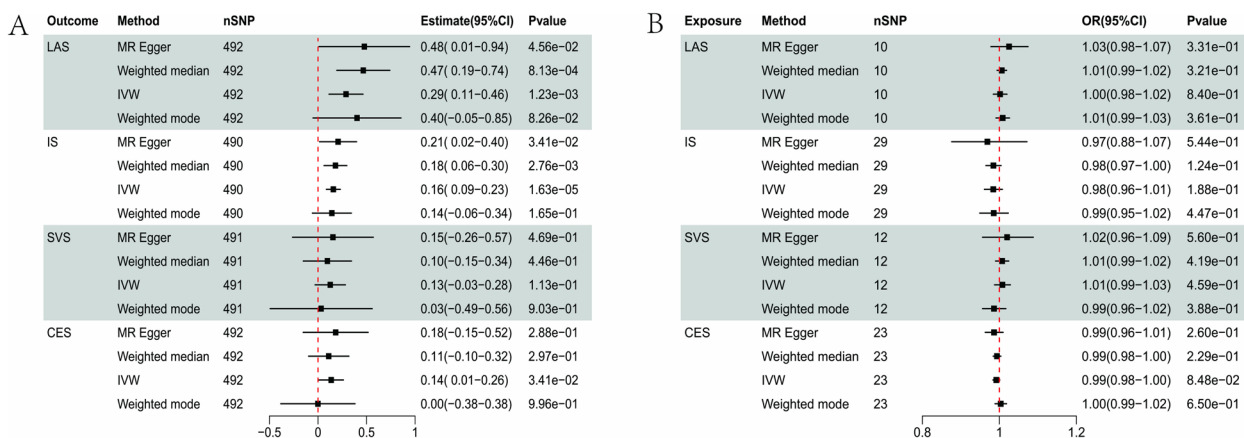 A
Outcome Method nSNP Estimate(95%CI) Pvalue
LAS MR Egger 492 0.48( 0.01−0.94) 4.56e−02
Weighted median 492 0.47( 0.19−0.74) 8.13e−04
IVW 492 0.29( 0.11−0.46) 1.23e−03
Weighted mode 492 0.40(−0.05−0.85) 8.26e−02
IS MR Egger 490 0.21( 0.02−0.40) 3.41e−02
Weighted median 490 0.18( 0.06−0.30) 2.76e−03
IVW 490 0.16( 0.09−0.23) 1.63e−05
Weighted mode 490 0.14(−0.06−0.34) 1.65e−01
SVS MR Egger 491 0.15(−0.26−0.57) 4.69e−01
Weighted median 491 0.10(−0.15−0.34) 4.46e−01
IVW 491 0.13(−0.03−0.28) 1.13e−01
Weighted mode 491 0.03(−0.49−0.56) 9.03e−01
CES MR Egger 492 0.18(−0.15−0.52) 2.88e−01
Weighted median 492 0.11(−0.10−0.32) 2.97e−01
IVW 492 0.14( 0.01−0.26) 3.41e−02
Weighted mode 492 0.00(−0.38−0.38) 9.96e−01
−0.5 0 0.5 1
B
Exposure Method nSNP OR(95%CI) Pvalue
LAS MR Egger 10 1.03(0.98−1.07) 3.31e−01
Weighted median 10 1.01(0.99−1.02) 3.21e−01
IVW 10 1.00(0.98−1.02) 8.40e−01
Weighted mode 10 1.01(0.99−1.03) 3.61e−01
IS MR Egger 29 0.97(0.88−1.07) 5.44e−01
Weighted median 29 0.98(0.97−1.00) 1.24e−01
IVW 29 0.98(0.96−1.01) 1.88e−01
Weighted mode 29 0.99(0.95−1.02) 4.47e−01
SVS MR Egger 12 1.02(0.96−1.09) 5.60e−01
Weighted median 12 1.01(0.99−1.02) 4.19e−01
IVW 12 1.01(0.99−1.03) 4.59e−01
Weighted mode 12 0.99(0.96−1.02) 3.88e−01
CES MR Egger 23 0.99(0.96−1.01) 2.60e−01
Weighted median 23 0.99(0.98−1.00) 2.29e−01
IVW 23 0.99(0.98−1.00) 8.48e−02
Weighted mode 23 1.00(0.99−1.02) 6.50e−01
0.8 1 1.2